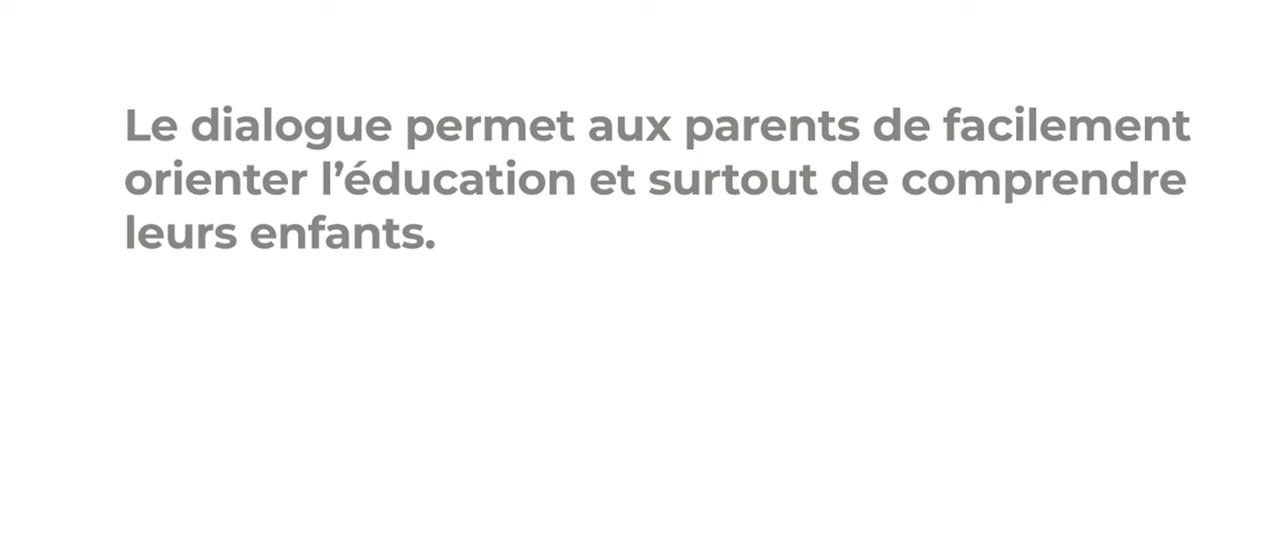 Le dialogue permet aux parents de facilement
orienter l’éducation et surtout de comprendre
leurs enfants.